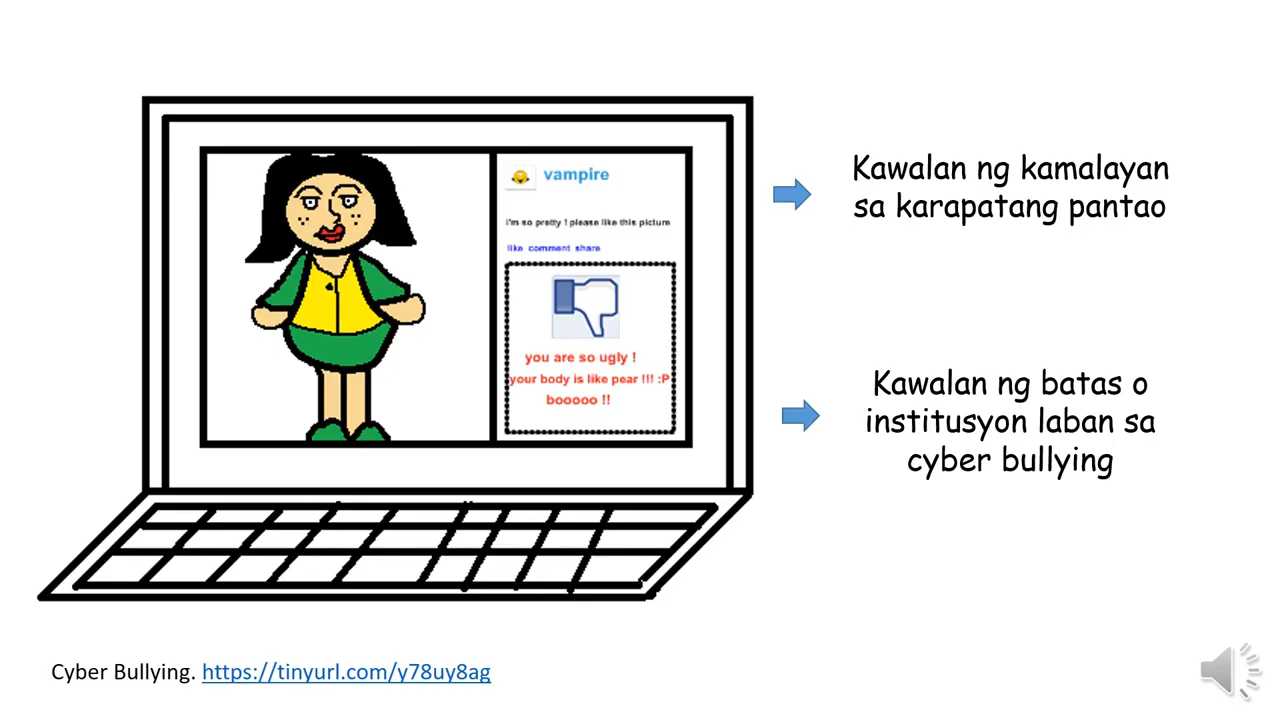 vampire
i'm so pretty ! please like this picture
like comment share
you are so ugly !
your body is like pear !!! :P
booooo !!
Kawalan ng kamalayan
sa karapatang pantao
Kawalan ng batas o
institusyon laban sa
cyber bullying
Cyber Bullying. https://tinyurl.com/y78uy8ag